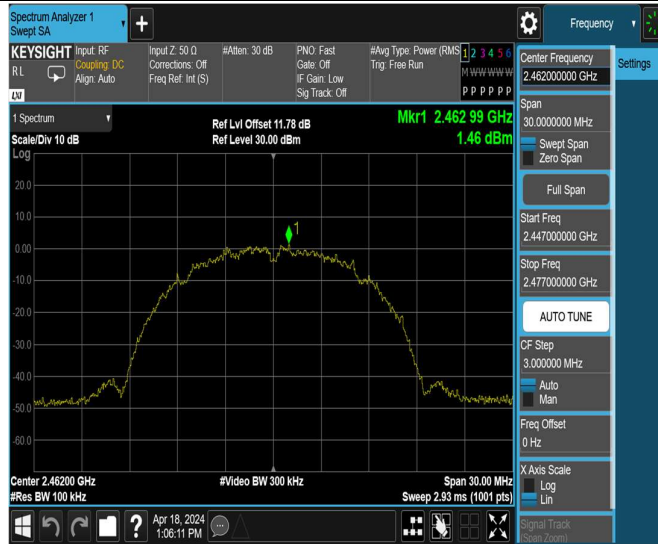 Spectrum Analyzer 1
Swept SA
+
Frequency
KEYSIGHT
RL
LXI
Input: RF
Coupling: DC
Align: Auto
Input Z: 50 Ω
Corrections: Off
Freq Ref: Int (S)
#Atten: 30 dB
PNO: Fast
Gate: Off
IF Gain: Low
Sig Track: Off
#Avg Type: Power (RMS
Trig: Free Run
1 2 3 4 5 6
M W W W W W
P P P P P P
1 Spectrum
Scale/Div 10 dB
Log
Ref Lvl Offset 11.78 dB
Ref Level 30.00 dBm
Mkr1 2.462 99 GHz
1.46 dBm
20.0
10.0
0.00
-10.0
-20.0
-30.0
-40.0
-50.0
-60.0
1
Center 2.46200 GHz
#Res BW 100 kHz
#Video BW 300 kHz
Span 30.00 MHz
Sweep 2.93 ms (1001 pts)
Apr 18, 2024
1:06:11 PM
?
Center Frequency
2.462000000 GHz
Settings
Span
30.0000000 MHz
Swept Span
Zero Span
Full Span
Start Freq
2.447000000 GHz
Stop Freq
2.477000000 GHz
AUTO TUNE
CF Step
3.000000 MHz
Auto
Man
Freq Offset
0 Hz
X Axis Scale
Log
Lin
Signal Track
(Span Zoom)